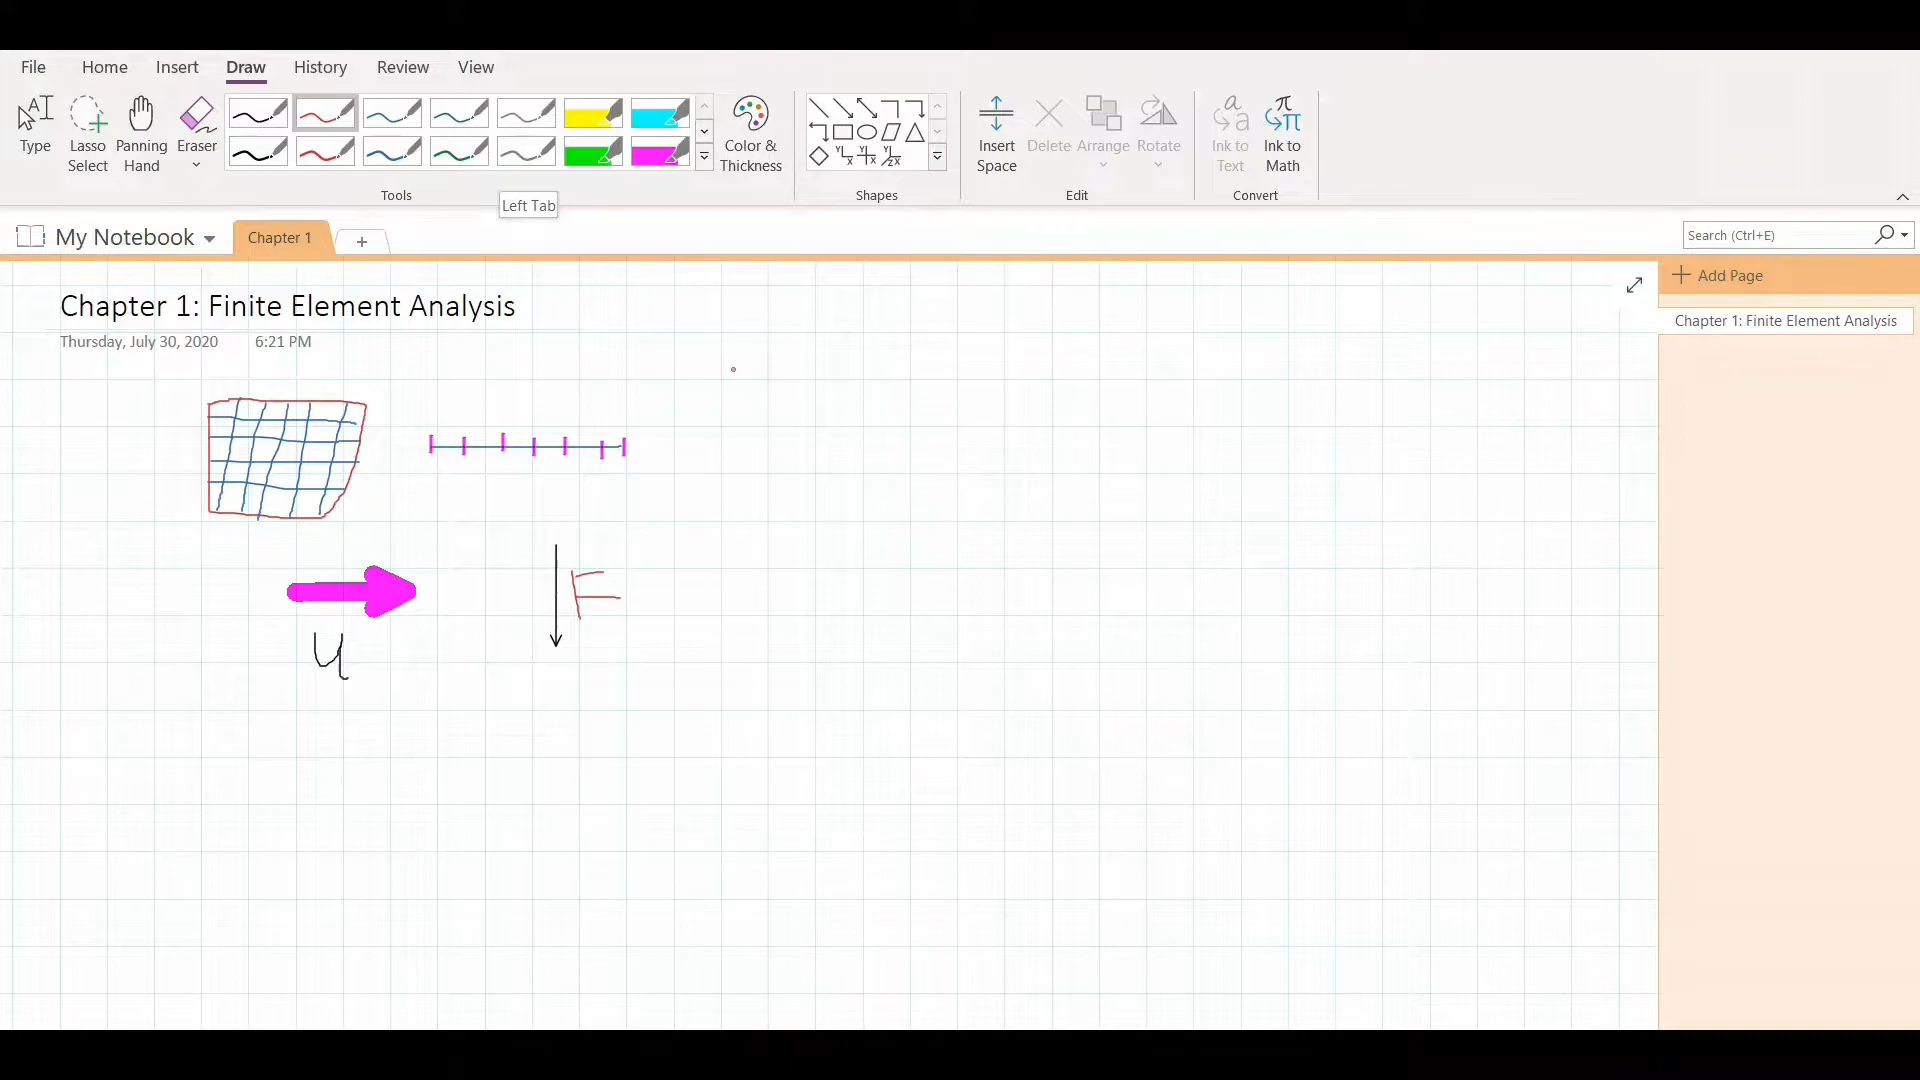 File Home Insert Draw History Review View
Type
Lasso Select
Panning Hand
Eraser
Color & Thickness
Insert Space
Delete
Arrange
Rotate
Ink to Text
Ink to Math
Tools
Shapes
Edit
Convert
Left Tab
My Notebook
Chapter 1
Search (Ctrl+E)
Add Page
Chapter 1: Finite Element Analysis
Chapter 1: Finite Element Analysis
Thursday, July 30, 2020 6:21 PM
F
u